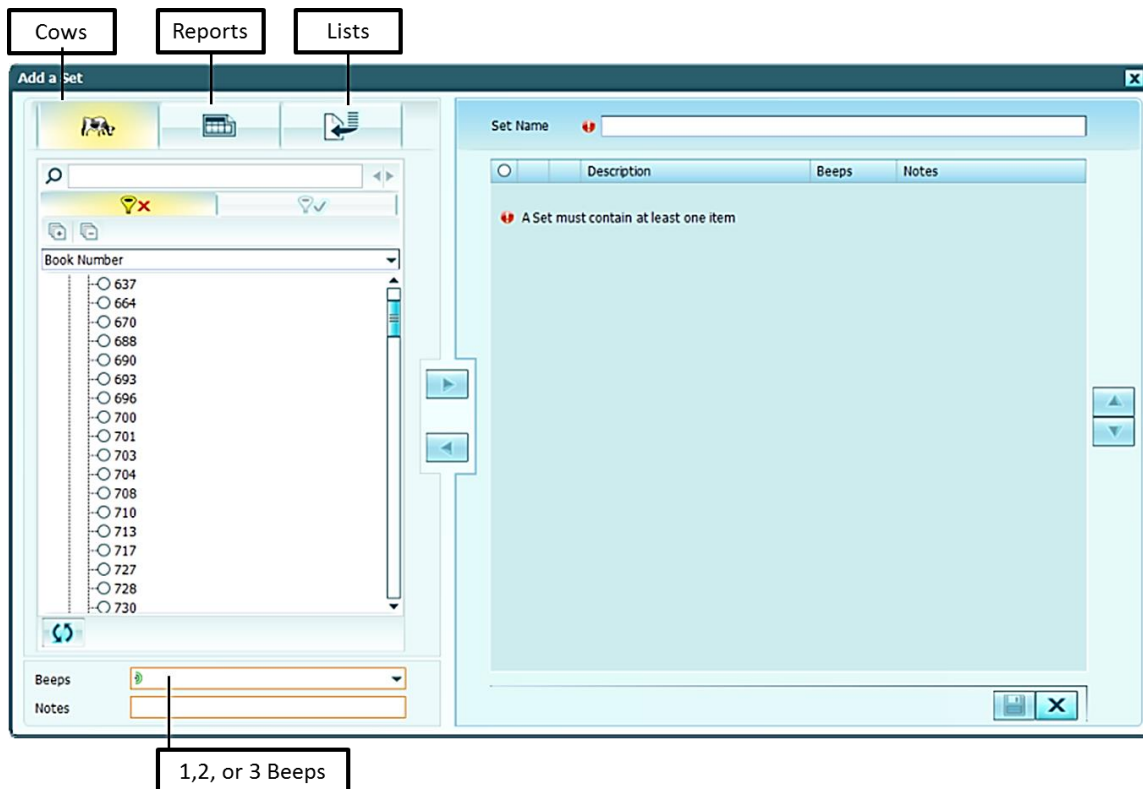 Cows Reports Lists
Add a Set
Set Name
Description Beeps Notes
A Set must contain at least one item
Book Number
637
664
670
688
690
693
696
700
701
703
704
708
710
713
717
727
728
730
Beeps
Notes
1,2, or 3 Beeps